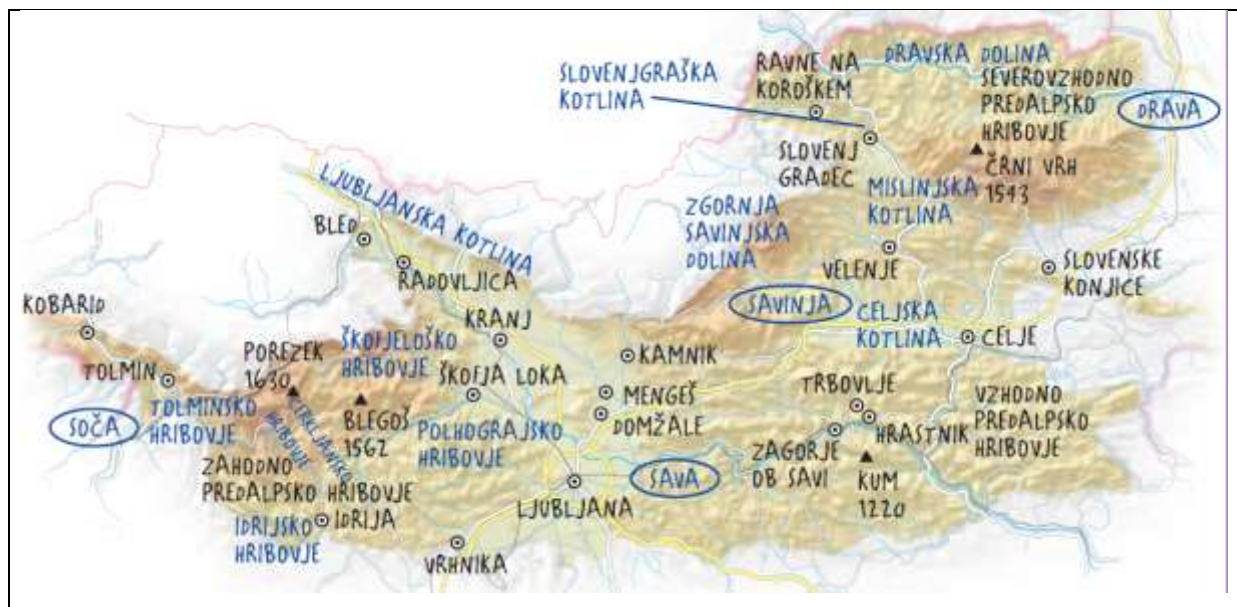 RAVNE NA
KOROŠKEM
DRAVSKA DOLINA
SLOVENJGRAŠKA
KOTLINA
SEVEROVZHODNO
PREDALPSKO
HRIBOVJE
DRAVA
SLOVENJ
GRADEC
ČRNI VRH
1543
MISLINJSKA
KOTLINA
LJUBLJANSKA KOTLINA
ZGORNJA
SAVINJSKA
DOLINA
BLED
VELENJE
SLOVENSKE
KONJICE
RADOVLJICA
KOBARID
SAVINJA
CELJSKA
KOTLINA
KRANJ
CELJE
POREZEK
1630
ŠKOFJELOŠKO
HRIBOVJE
KAMNIK
TOLMIN
ŠKOFJA LOKA
MENGEŠ
TRBOVLJE
VZHODNO
PREDALPSKO
HRIBOVJE
SOČA
TOLMINSKO
HRIBOVJE
CERKLJANSKO
HRIBOVJE
BLEGOŠ
1562
POLHOGRAJSKO
HRIBOVJE
DOMŽALE
HRASTNIK
ZAGORJE
OB SAVI
ZAHODNO
PREDALPSKO HRIBOVJE
SAVA
KUM
1220
LJUBLJANA
IDRIJSKO
HRIBOVJE
IDRIJA
VRHNIKA